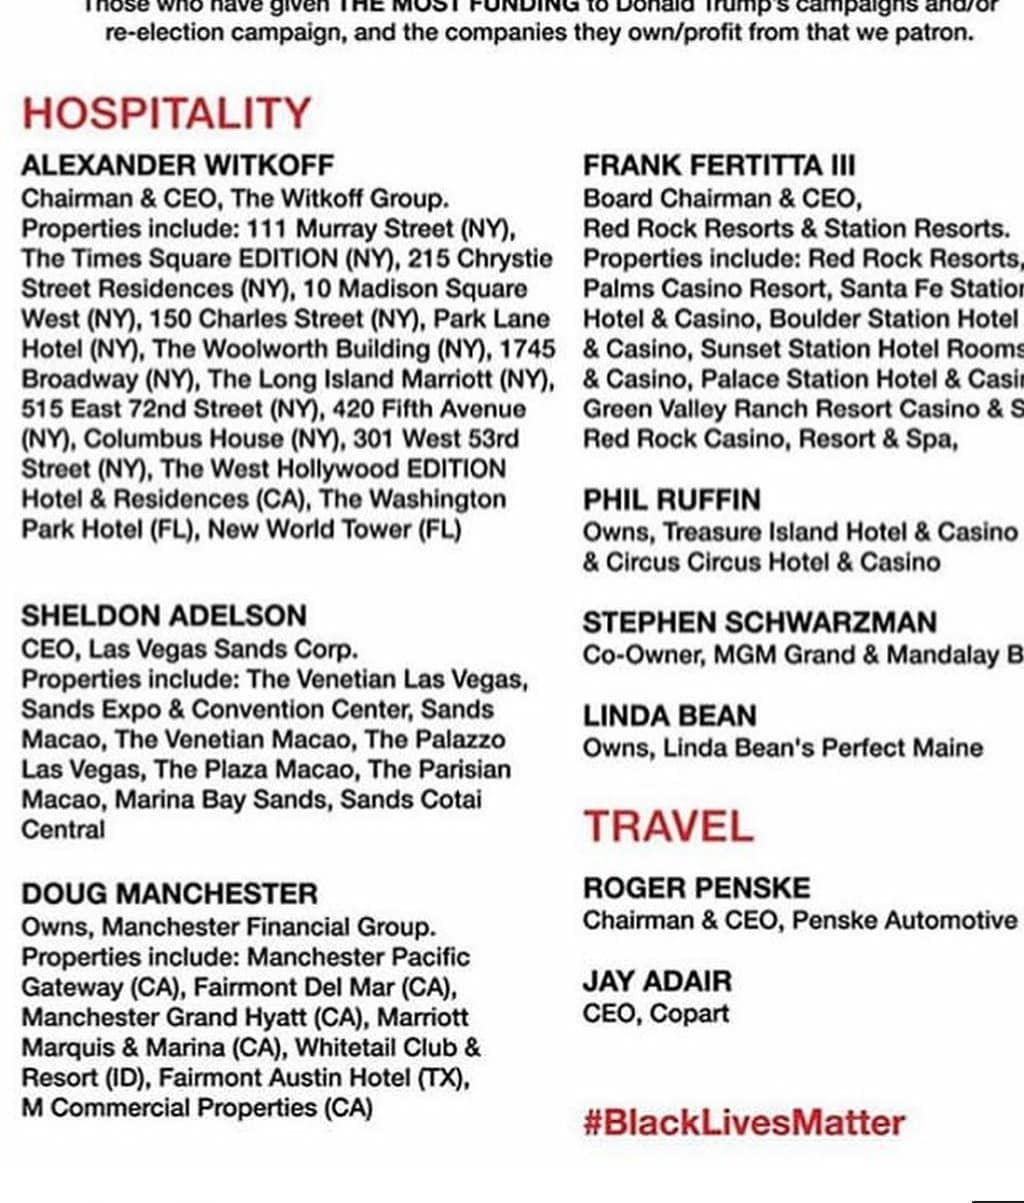 Those who have given THE MOST FUNDING to Donald Trump's campaigns and/or
re-election campaign, and the companies they own/profit from that we patron.
HOSPITALITY
ALEXANDER WITKOFF
Chairman & CEO, The Witkoff Group.
Properties include: 111 Murray Street (NY),
The Times Square EDITION (NY), 215 Chrystie
Street Residences (NY), 10 Madison Square
West (NY), 150 Charles Street (NY), Park Lane
Hotel (NY), The Woolworth Building (NY), 1745
Broadway (NY), The Long Island Marriott (NY),
515 East 72nd Street (NY), 420 Fifth Avenue
(NY), Columbus House (NY), 301 West 53rd
Street (NY), The West Hollywood EDITION
Hotel & Residences (CA), The Washington
Park Hotel (FL), New World Tower (FL)
SHELDON ADELSON
CEO, Las Vegas Sands Corp.
Properties include: The Venetian Las Vegas,
Sands Expo & Convention Center, Sands
Macao, The Venetian Macao, The Palazzo
Las Vegas, The Plaza Macao, The Parisian
Macao, Marina Bay Sands, Sands Cotai
Central
DOUG MANCHESTER
Owns, Manchester Financial Group.
Properties include: Manchester Pacific
Gateway (CA), Fairmont Del Mar (CA),
Manchester Grand Hyatt (CA), Marriott
Marquis & Marina (CA), Whitetail Club &
Resort (ID), Fairmont Austin Hotel (TX),
M Commercial Properties (CA)
FRANK FERTITTA III
Board Chairman & CEO,
Red Rock Resorts & Station Resorts.
Properties include: Red Rock Resorts,
Palms Casino Resort, Santa Fe Station
Hotel & Casino, Boulder Station Hotel
& Casino, Sunset Station Hotel Rooms
& Casino, Palace Station Hotel &
Green Valley Ranch Resort Casino &
Red Rock Casino, Resort & Spa,
PHIL RUFFIN
Owns, Treasure Island Hotel & Casino
& Circus Circus Hotel & Casino
STEPHEN SCHWARZMAN
Co-Owner, MGM Grand & Mandalay
LINDA BEAN
Owns, Linda Bean's Perfect Maine
TRAVEL
ROGER PENSKE
Chairman & CEO, Penske Automotive
JAY ADAIR
CEO, Copart
#BlackLivesMatter